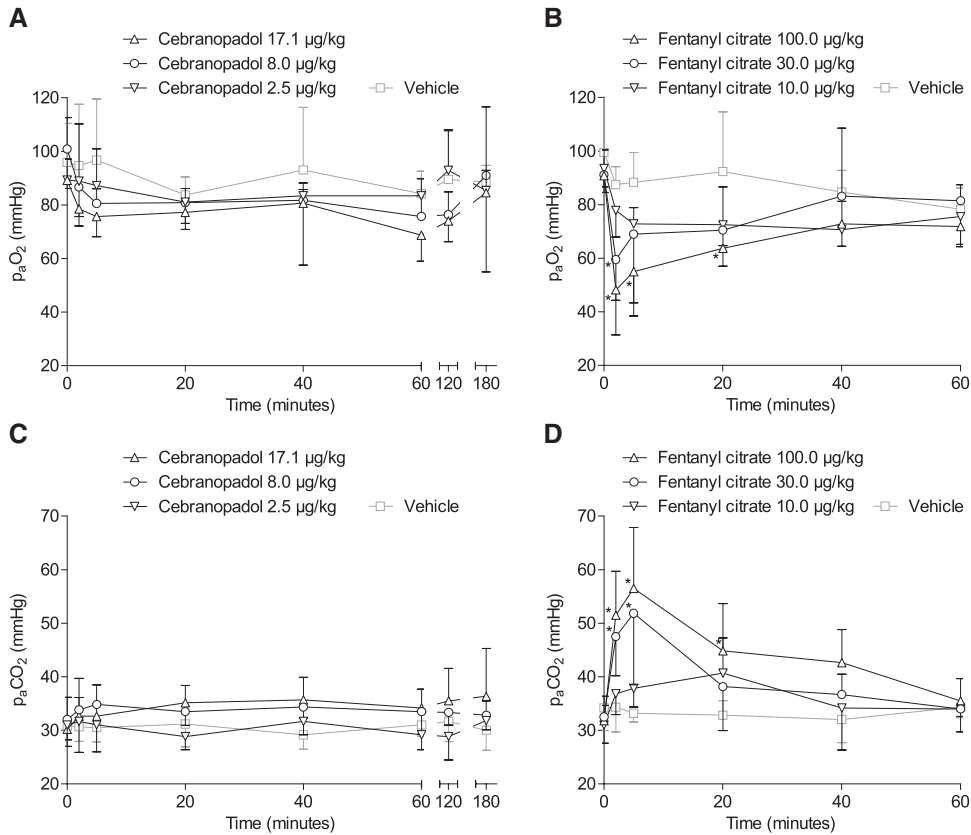 A
Cebranopadol 17.1 µg/kg
Cebranopadol 8.0 µg/kg
Cebranopadol 2.5 µg/kg
Vehicle
120
100
80
60
40
20
paO2 (mmHg)
0 20 40 60 120 180
Time (minutes)
B
Fentanyl citrate 100.0 µg/kg
Fentanyl citrate 30.0 µg/kg
Fentanyl citrate 10.0 µg/kg
Vehicle
120
100
80
60
40
20
paO2 (mmHg)
*
*
*
*
0 20 40 60
Time (minutes)
C
Cebranopadol 17.1 µg/kg
Cebranopadol 8.0 µg/kg
Cebranopadol 2.5 µg/kg
Vehicle
70
60
50
40
30
20
paCO2 (mmHg)
0 20 40 60 120 180
Time (minutes)
D
Fentanyl citrate 100.0 µg/kg
Fentanyl citrate 30.0 µg/kg
Fentanyl citrate 10.0 µg/kg
Vehicle
70
60
50
40
30
20
paCO2 (mmHg)
*
*
*
*
*
0 20 40 60
Time (minutes)